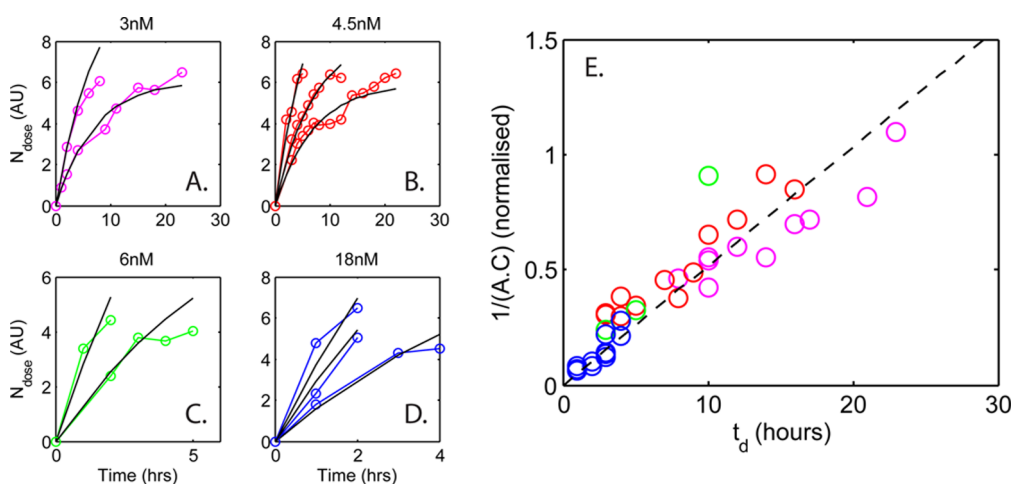 3nM
4.5nM
N_dose (AU)
8
6
4
2
0
0 10 20 30
A.
8
6
4
2
0
0 10 20 30
B.
6nM
18nM
N_dose (AU)
6
4
2
0
0 5
Time (hrs)
C.
8
6
4
2
0
0 2 4
Time (hrs)
D.
E.
1/(A.C) (normalised)
1.5
1
0.5
0
0 10 20 30
t_d (hours)